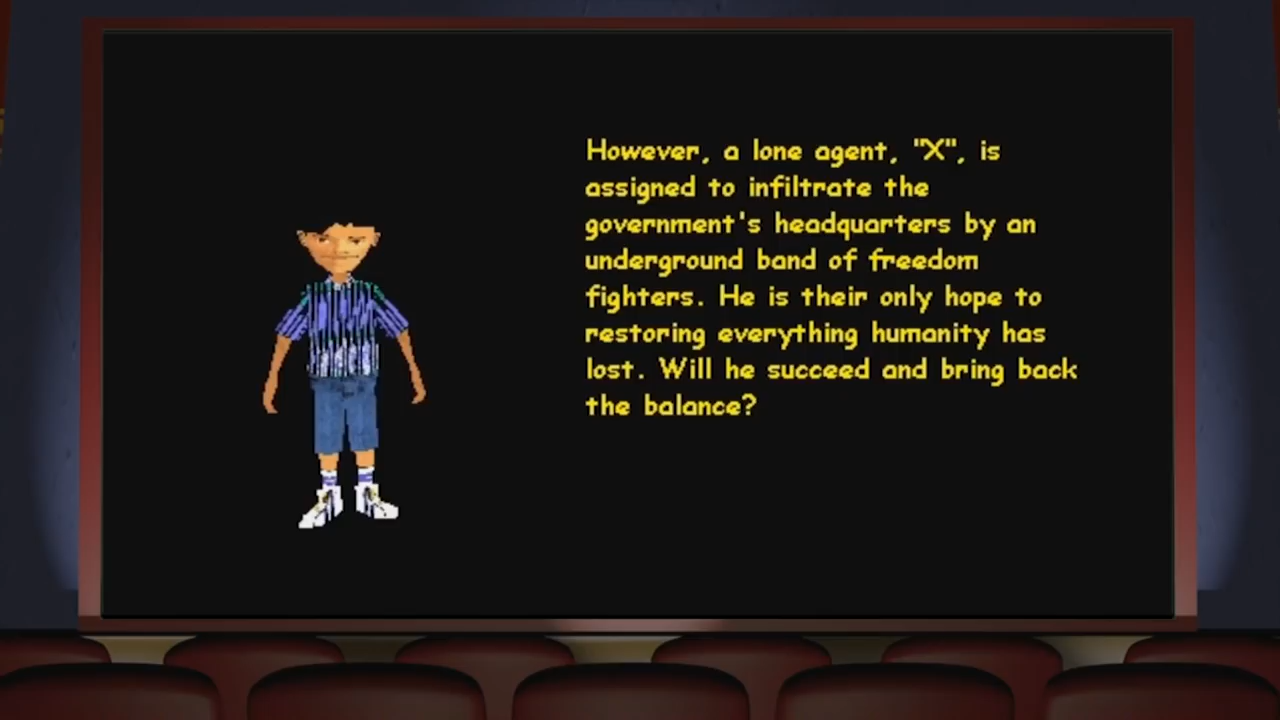 However, a lone agent, "X", is
assigned to infiltrate the
government's headquarters by an
underground band of freedom
fighters. He is their only hope to
restoring everything humanity has
lost. Will he succeed and bring back
the balance?